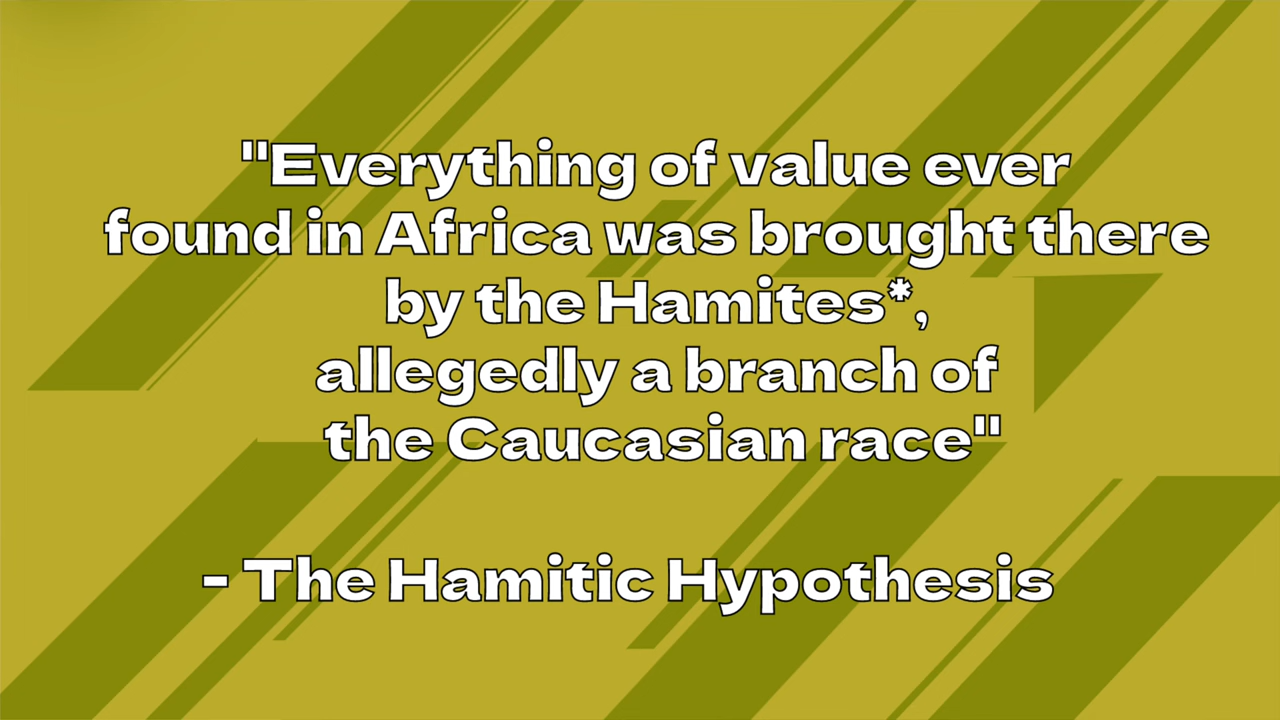 "Everything of value ever
found in Africa was brought there
by the Hamites*,
allegedly a branch of
the Caucasian race"
- The Hamitic Hypothesis